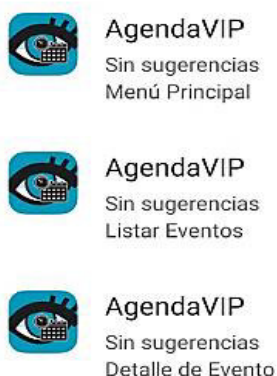 AgendaVIP
Sin sugerencias
Menú Principal
AgendaVIP
Sin sugerencias
Listar Eventos
AgendaVIP
Sin sugerencias
Detalle de Evento